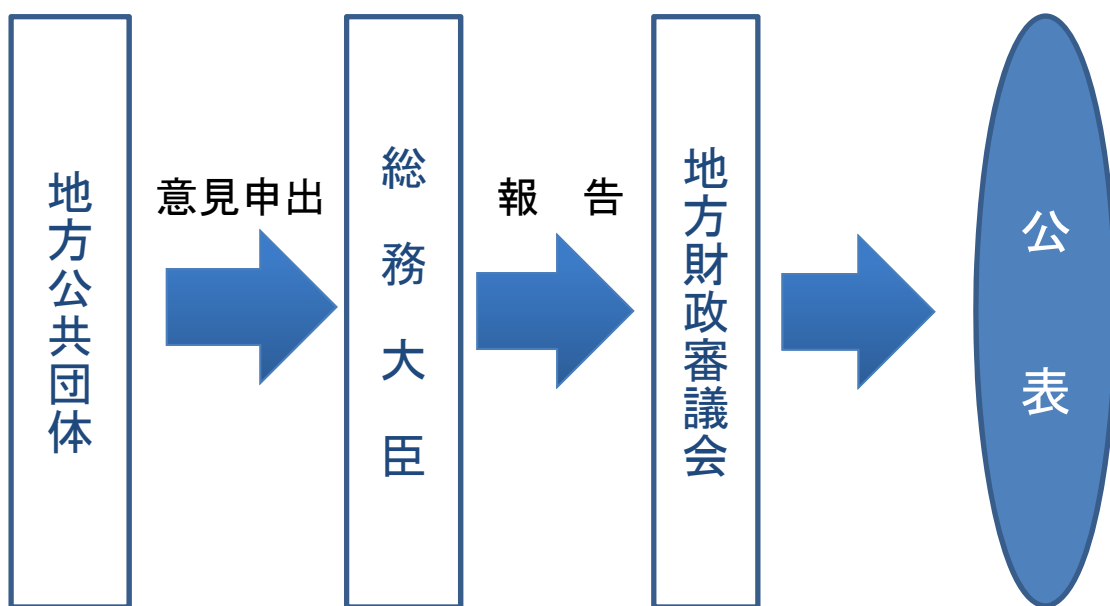 地方公共団体
意見申出
総務大臣
報　告
地方財政審議会
公表